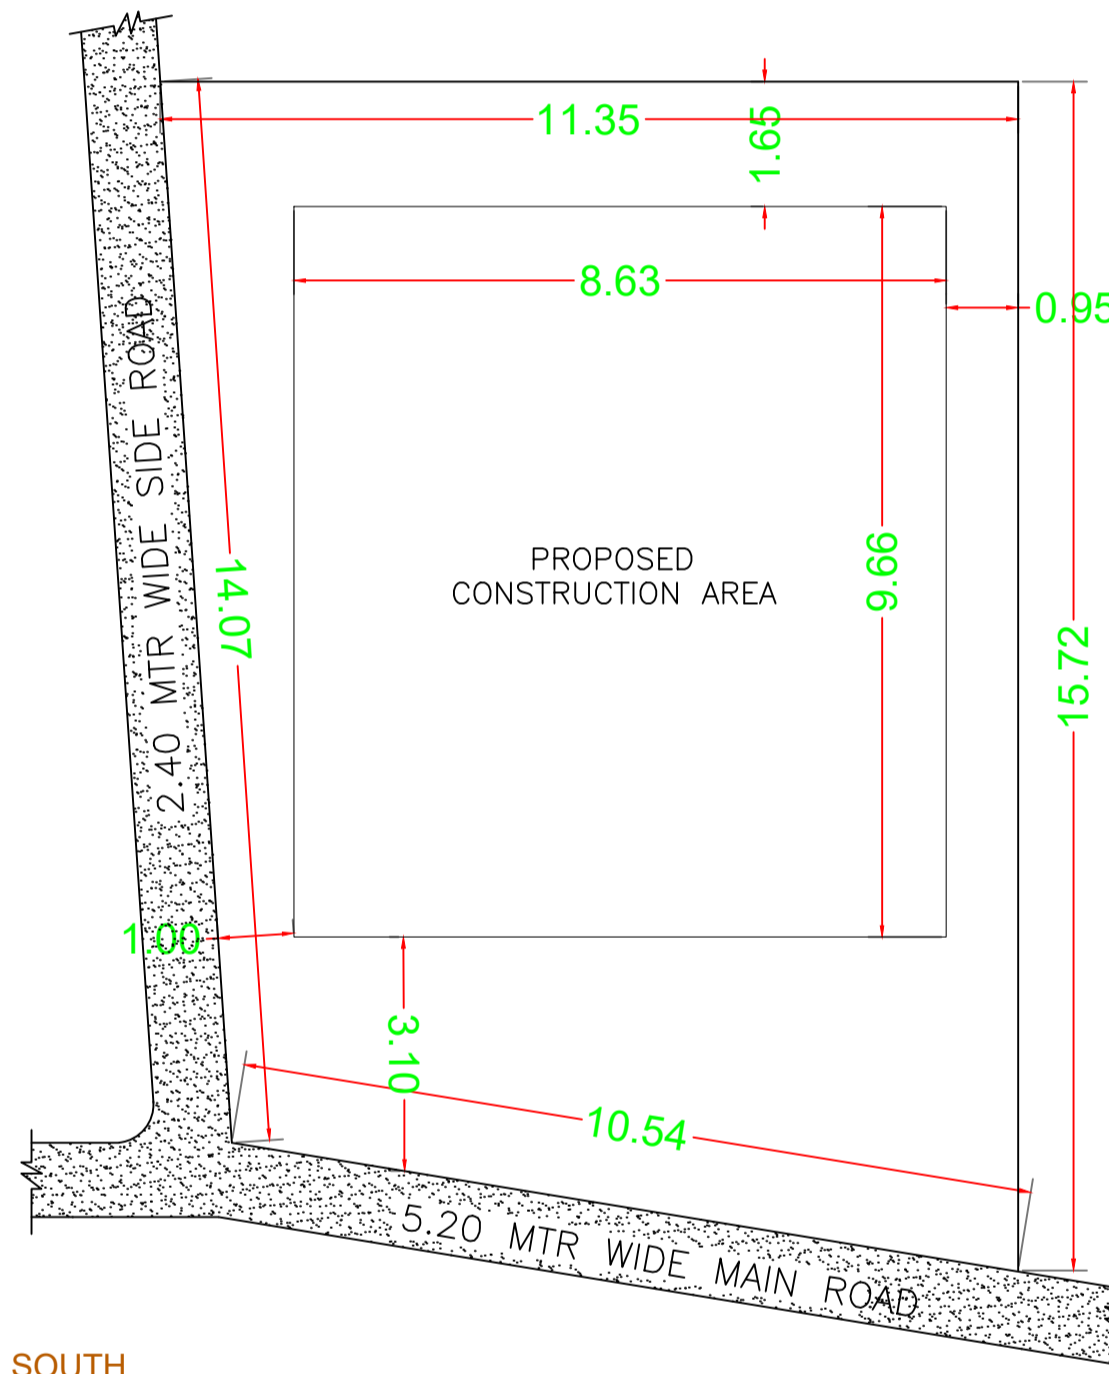 11.35
1.65
8.63
0.95
2.40 MTR WIDE SIDE ROAD
14.07
PROPOSED
CONSTRUCTION AREA
9.66
15.72
1.00
3.10
10.54
5.20 MTR WIDE MAIN ROAD
SOUTH